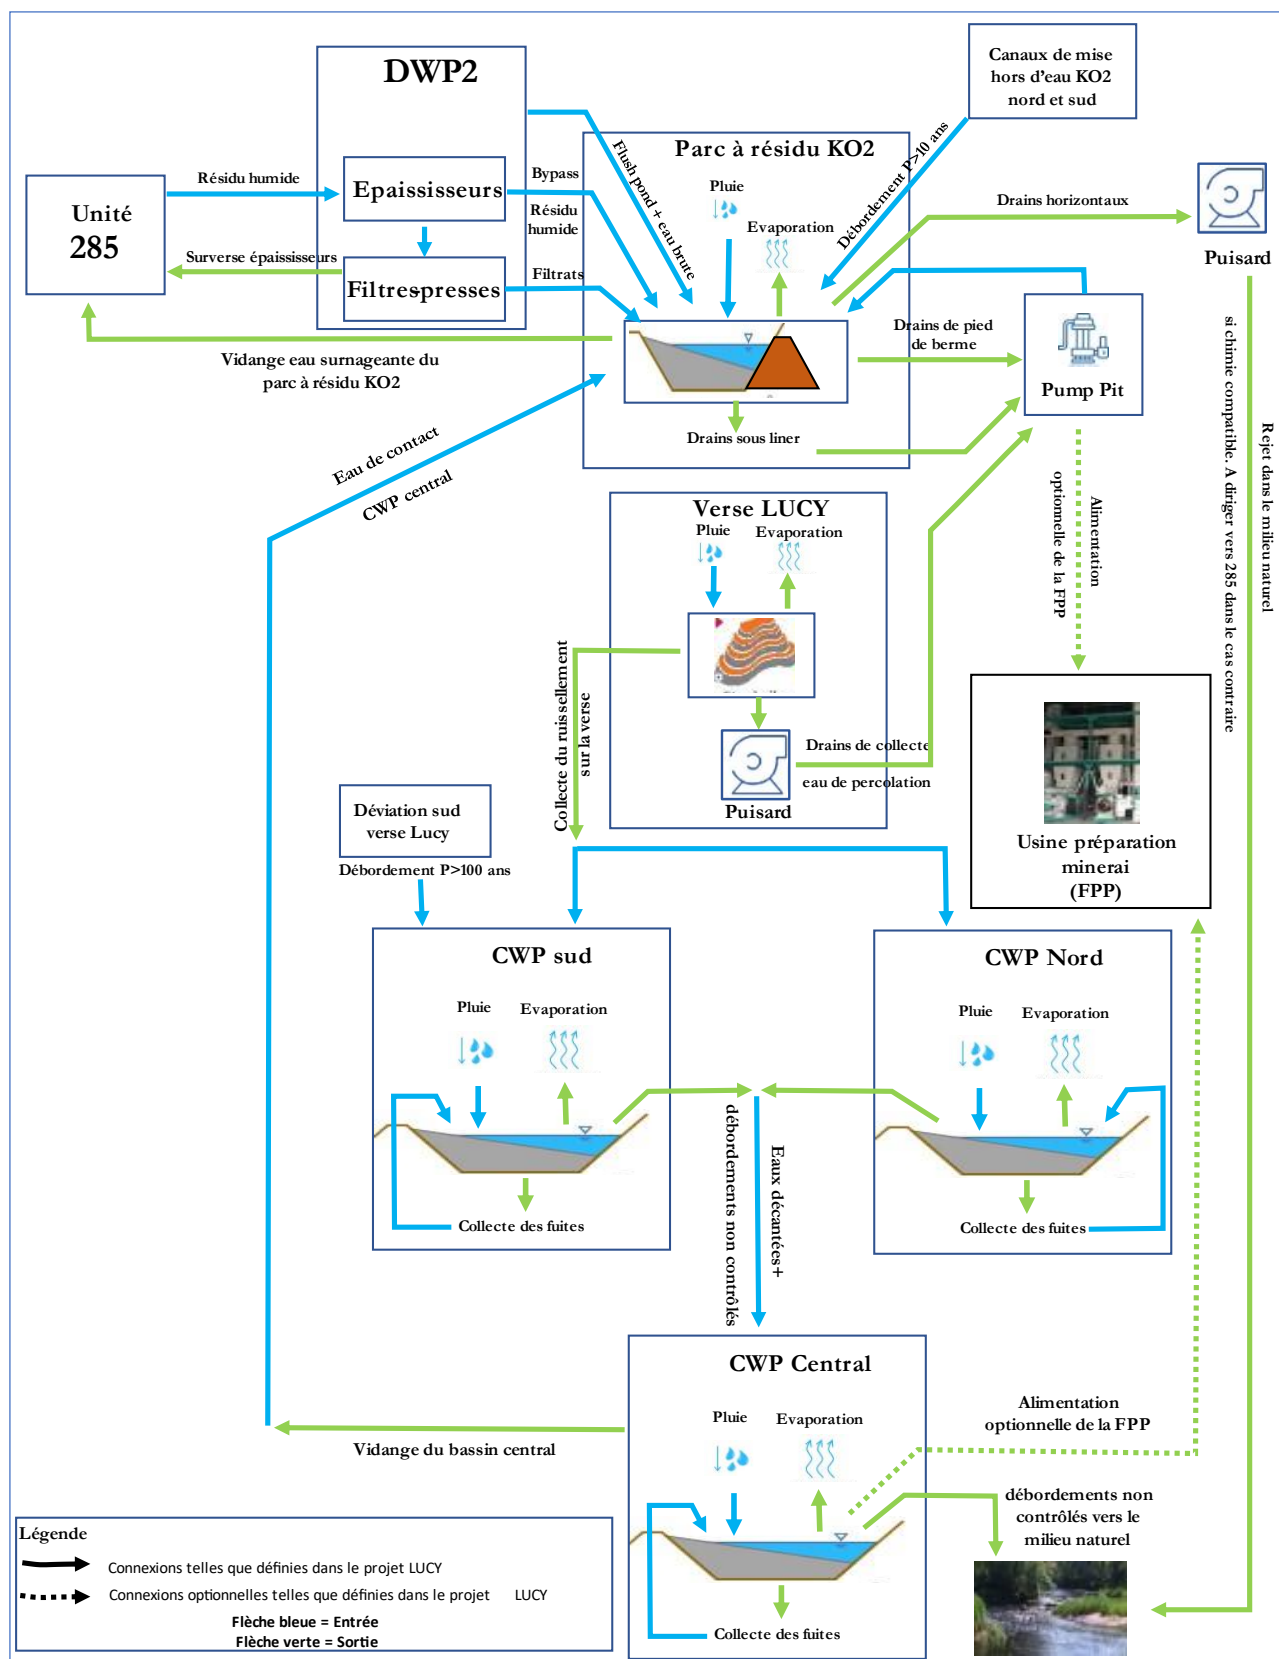 DWP2
Canaux de mise
hors d'eau KO2
nord et sud
Parc à résidu KO2
Flush pond + eau brute
Débordement P>10 ans
Unité
285
Résidu humide
Epaississeurs
Bypass
Résidu
humide
Pluie
Evaporation
Drains horizontaux
Puisard
Surverse épaississeurs
Filtres-presses
Filtrats
Drains de pied
de berme
Pump Pit
Vidange eau surnageante du
parc à résidu KO2
Drains sous liner
Eau de contact
CWP central
Rejet dans le milieu naturel
si chimie compatible. A diriger vers 285 dans le cas contraire
Alimentation
optionnelle de la FPP
Verse LUCY
Pluie
Evaporation
Collecte du ruissellement
sur la verse
Drains de collecte
eau de percolation
Puisard
Usine préparation
minerai
(FPP)
Déviation sud
verse Lucy
Débordement P>100 ans
CWP sud
Pluie
Evaporation
Collecte des fuites
CWP Nord
Pluie
Evaporation
Collecte des fuites
Eaux décantées+
débordements non contrôlés
CWP Central
Pluie
Evaporation
Collecte des fuites
Vidange du bassin central
Alimentation
optionnelle de la FPP
débordements non
contrôlés vers le
milieu naturel
Légende
Connexions telles que définies dans le projet LUCY
Connexions optionnelles telles que définies dans le projet LUCY
Flèche bleue = Entrée
Flèche verte = Sortie